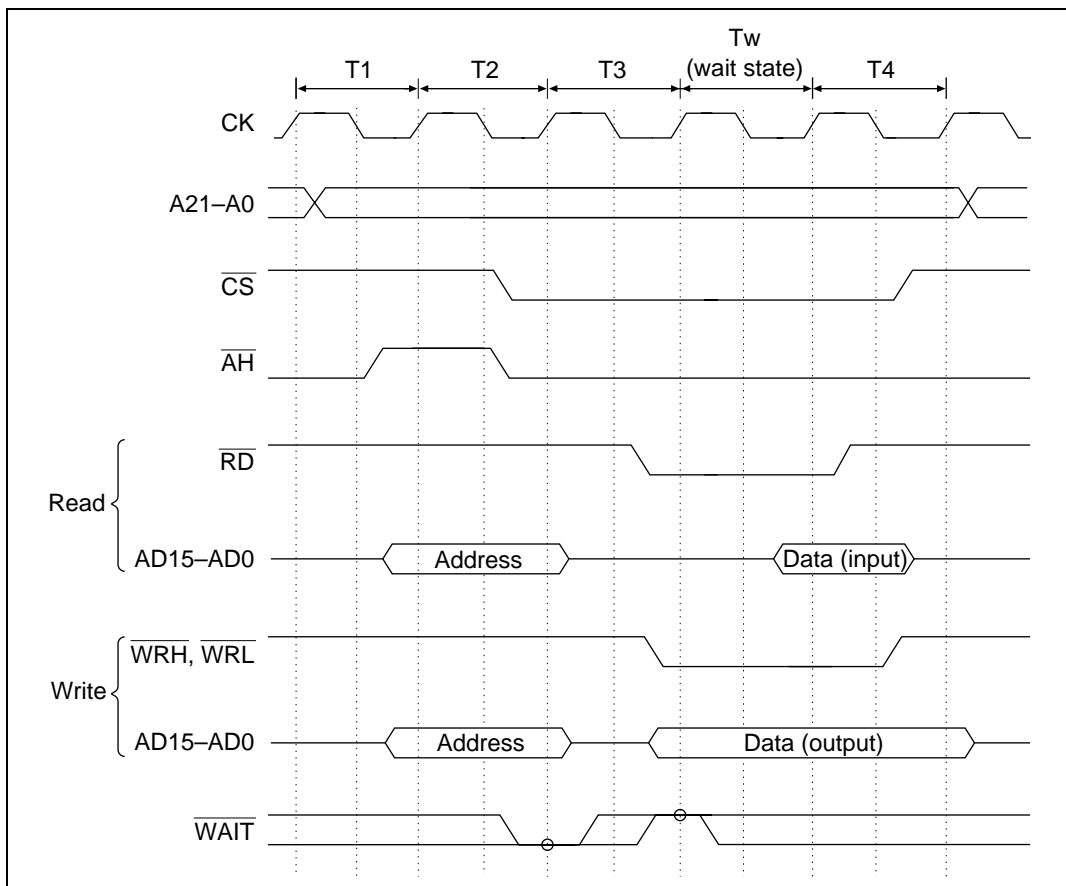 Tw
T1 T2 T3 (wait state) T4
CK
A21–A0
CS
AH
RD
Read
AD15–AD0 Address Data (input)
WRH, WRL
Write
AD15–AD0 Address Data (output)
WAIT